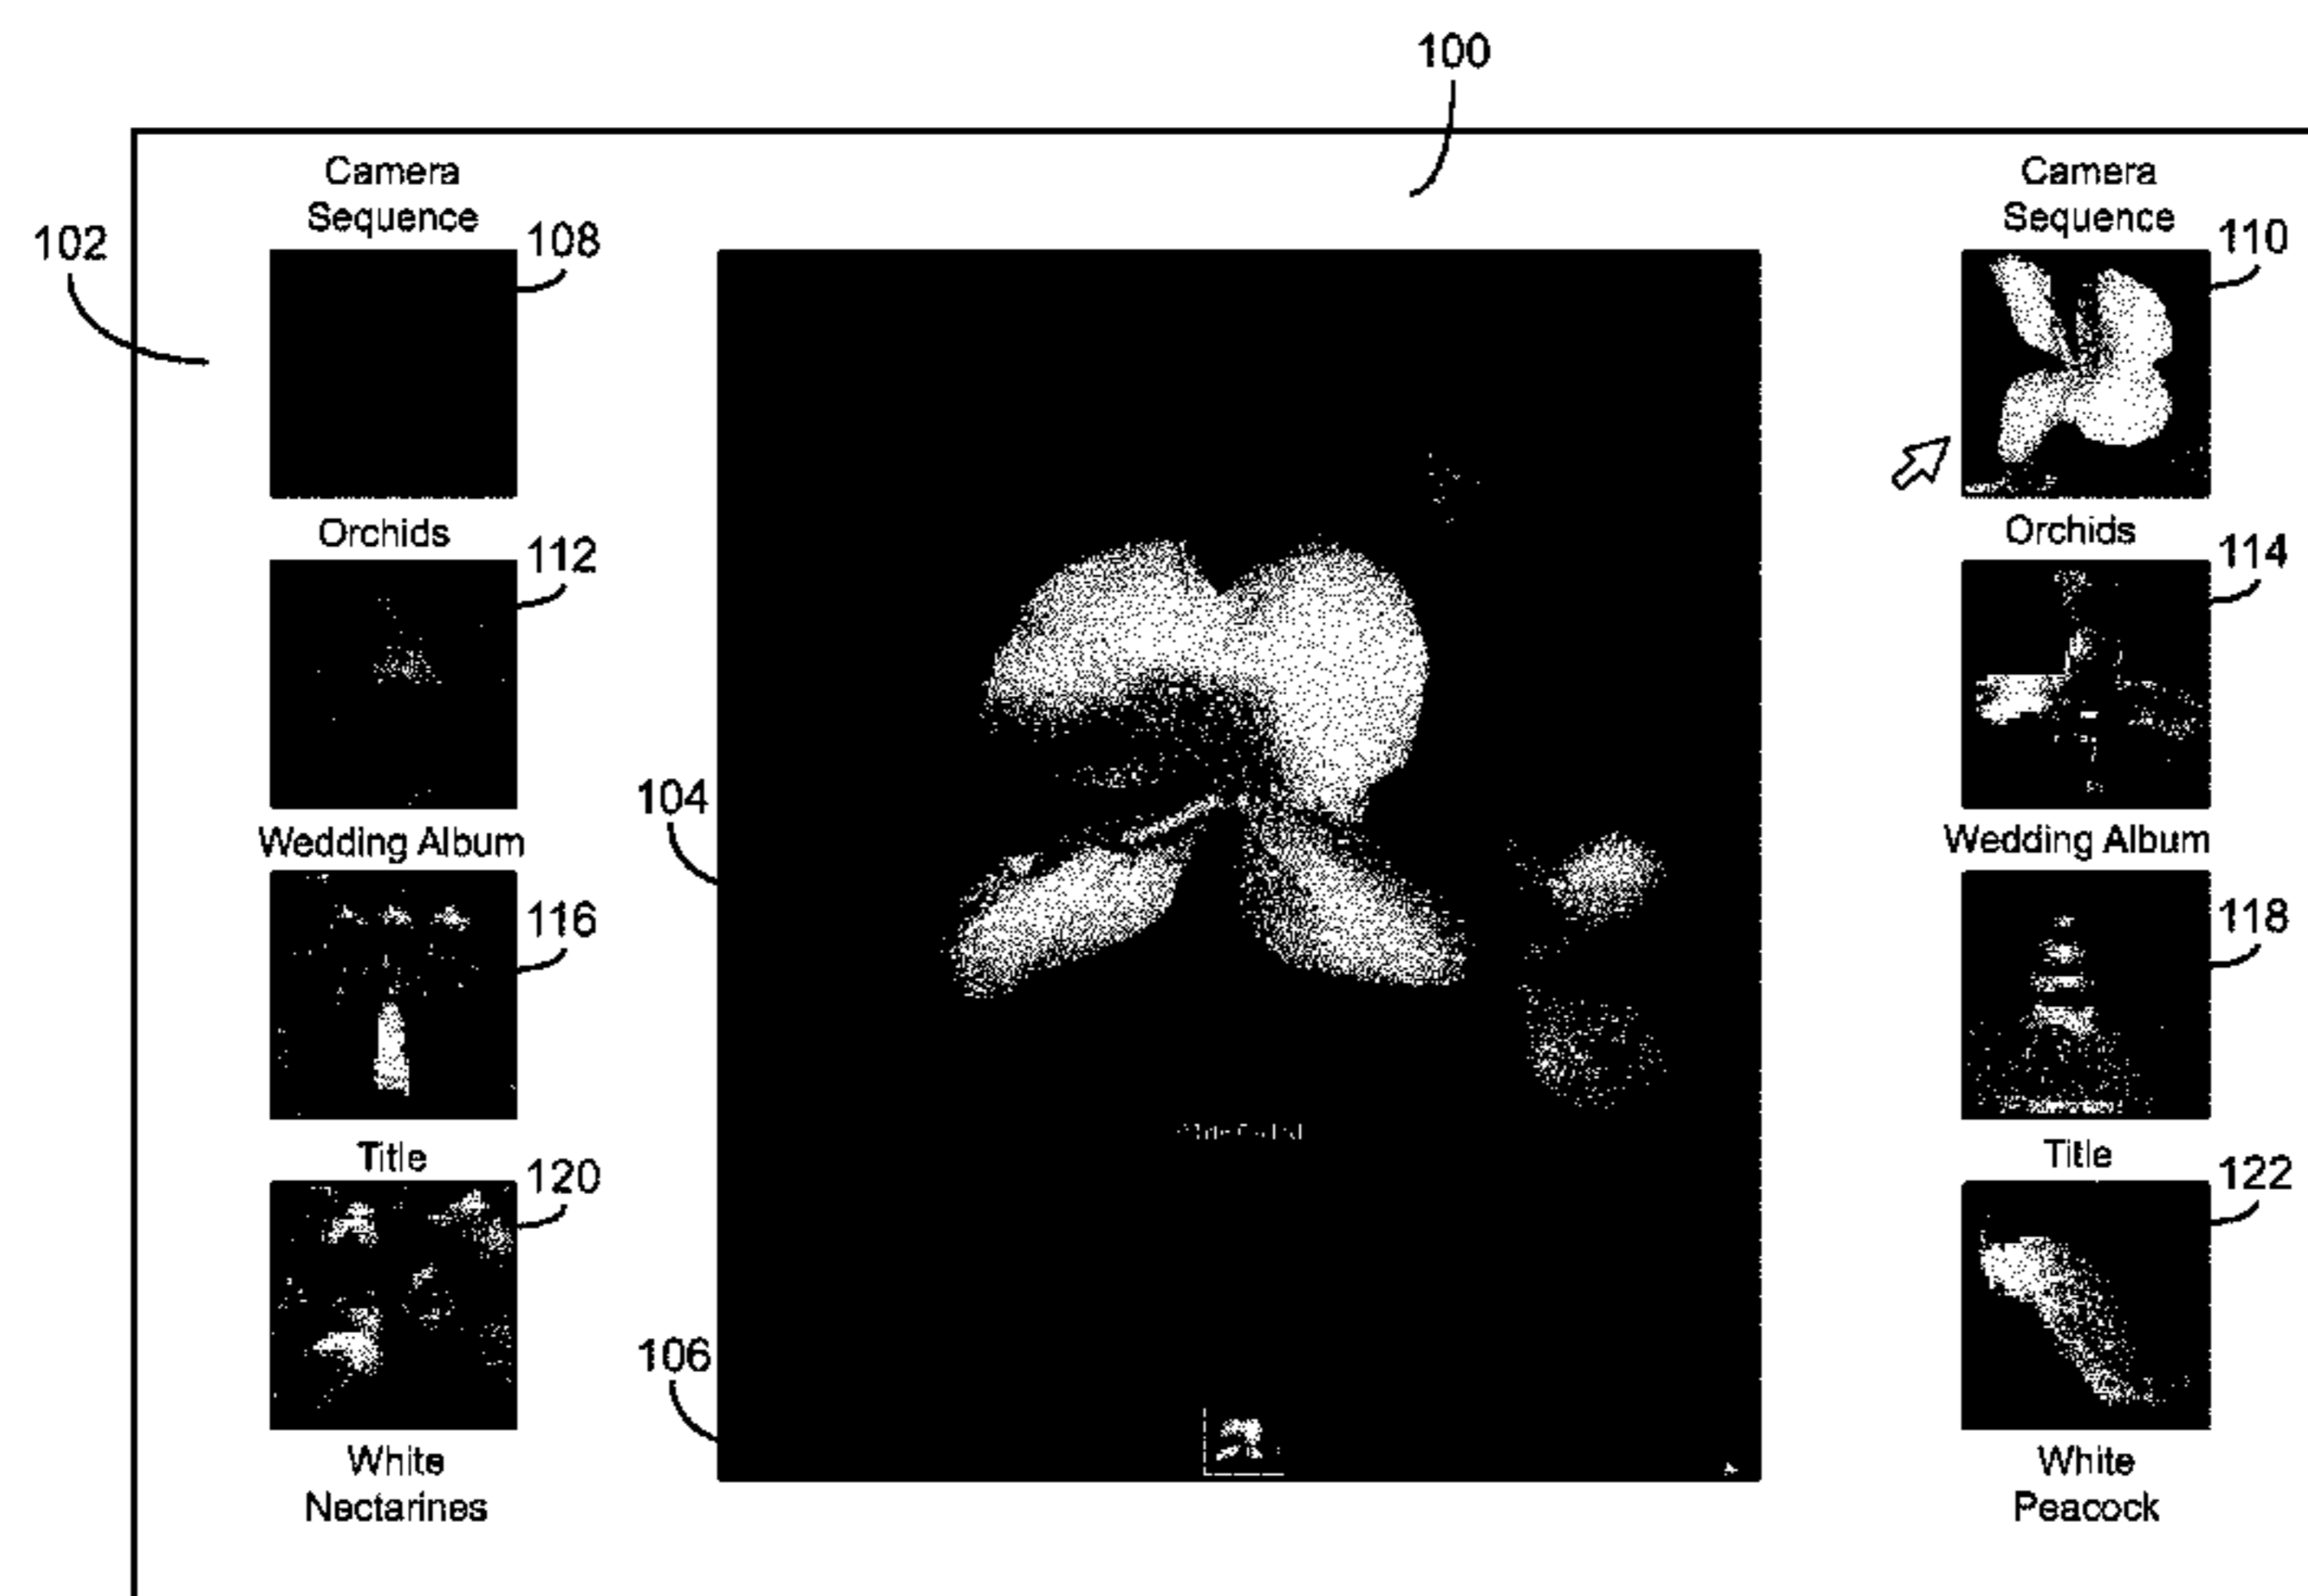 100
Camera
Sequence
102
108
Orchids
112
Wedding Album
116
Title
120
White
Nectarines
104
106
Camera
Sequence
110
Orchids
114
Wedding Album
118
Title
122
White
Peacock